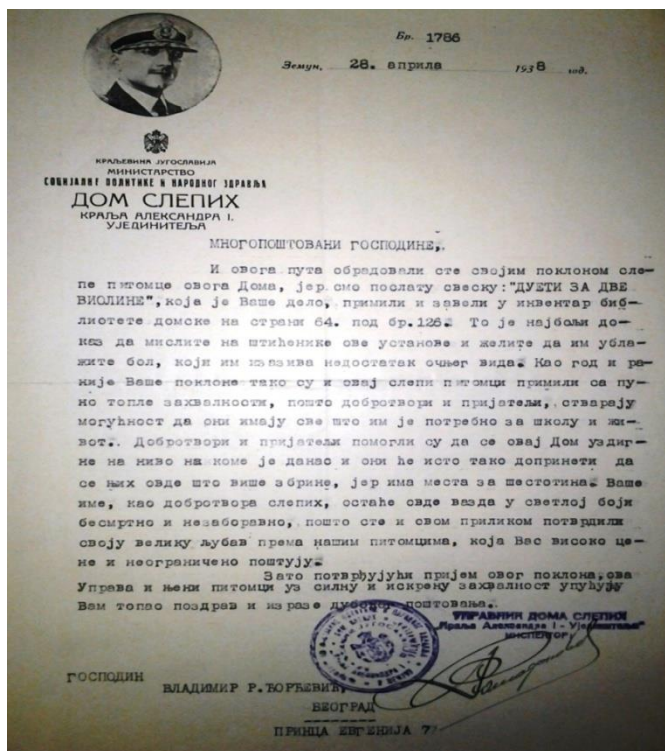 Бр. 1786
Земун, 28. априла 1938 год.
КРАЉЕВИНА ЈУГОСЛАВИЈА
МИНИСТАРСТВО
СОЦИЈАЛНЕ ПОЛИТИКЕ И НАРОДНОГ ЗДРАВЉА
ДОМ СЛЕПИХ
КРАЉА АЛЕКСАНДРА I.
УЈЕДИНИТЕЉА
МНОГОПОШТОВАНИ ГОСПОДИНЕ,.
И овога пута обрадовали сте својим поклоном сле-
пе питомце овога Дома, јер смо послату свеску: "ДУЕТИ ЗА ДВЕ
ВИОЛИНЕ", која је Ваше дело, примили и завели у инвентар биб-
лиотете домске на страни 64. под бр. 126. То је најбољи до-
каз да мислите на штићенике ове установе и желите да им убла-
жите бол, који им изазива недостатак очњег вида. Као год и ра-
није Ваше поклоне тако су и овај слепи питомци примили са пу-
но топле захвалности, пошто добротвори и пријатељи, стварају
могућност да они имају све што им је потребно за школу и жи-
вот.. Добротвори и пријатељи помогли су да се овај Дом уздиг-
не на ниво на коме је данас и они ће исто тако допринети да
се њих овде што више збрине, јер има места за шестотина. Ваше
име, као добротвора слепих, остаће овде вазда у светлој боји
бесмртно и незаборавно, пошто сте и овом приликом потврдили
своју велику љубав према нашим питомцима, која Вас високо це-
не и неограничено поштују.
Зато потврђујући пријем овог поклона, ова
Управа и њени питомци уз силну и искрену захвалност упућују
Вам топао поздрав и изразе дубоког поштовања..
УПРАВНИК ДОМА СЛЕПИХ
"Краља Александра I - Ујединитеља"
ИНСПЕКТОР
ГОСПОДИН
ВЛАДИМИР Р. ЂОРЂЕВИЋ,
БЕОГРАД
ПРИНЦА ЕВГЕНИЈА 7